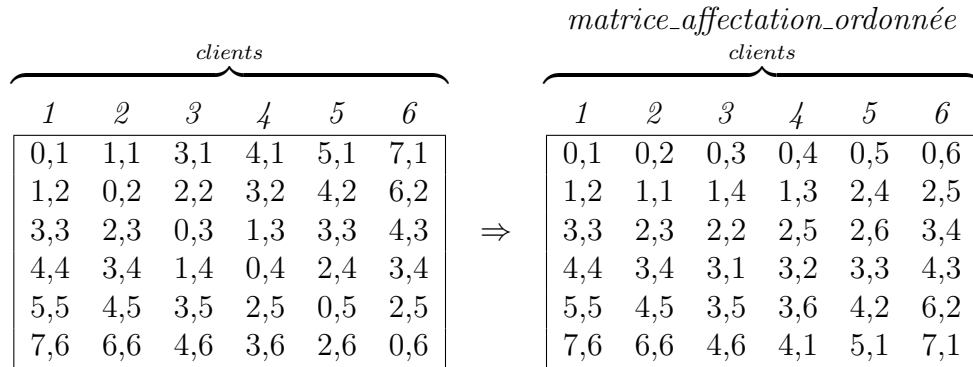 matrice_affectation_ordonnée
clients clients
1 2 3 4 5 6 1 2 3 4 5 6
0,1 1,1 3,1 4,1 5,1 7,1 0,1 0,2 0,3 0,4 0,5 0,6
1,2 0,2 2,2 3,2 4,2 6,2 1,2 1,1 1,4 1,3 2,4 2,5
3,3 2,3 0,3 1,3 3,3 4,3 ⇒ 3,3 2,3 2,2 2,5 2,6 3,4
4,4 3,4 1,4 0,4 2,4 3,4 4,4 3,4 3,1 3,2 3,3 4,3
5,5 4,5 3,5 2,5 0,5 2,5 5,5 4,5 3,5 3,6 4,2 6,2
7,6 6,6 4,6 3,6 2,6 0,6 7,6 6,6 4,6 4,1 5,1 7,1